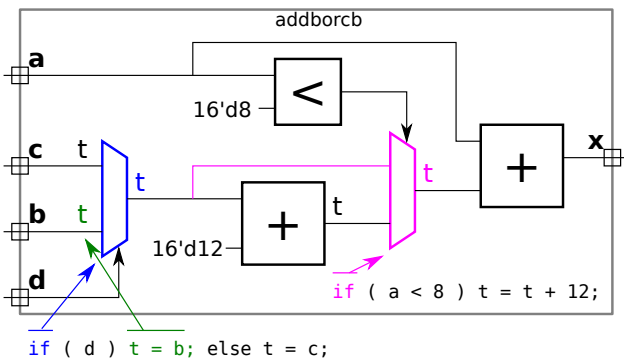 addborcb
a
<
16'd8
x
c t
t
t
+
b t
t
+
16'd12
d
if ( a < 8 ) t = t + 12;
if ( d ) t = b; else t = c;